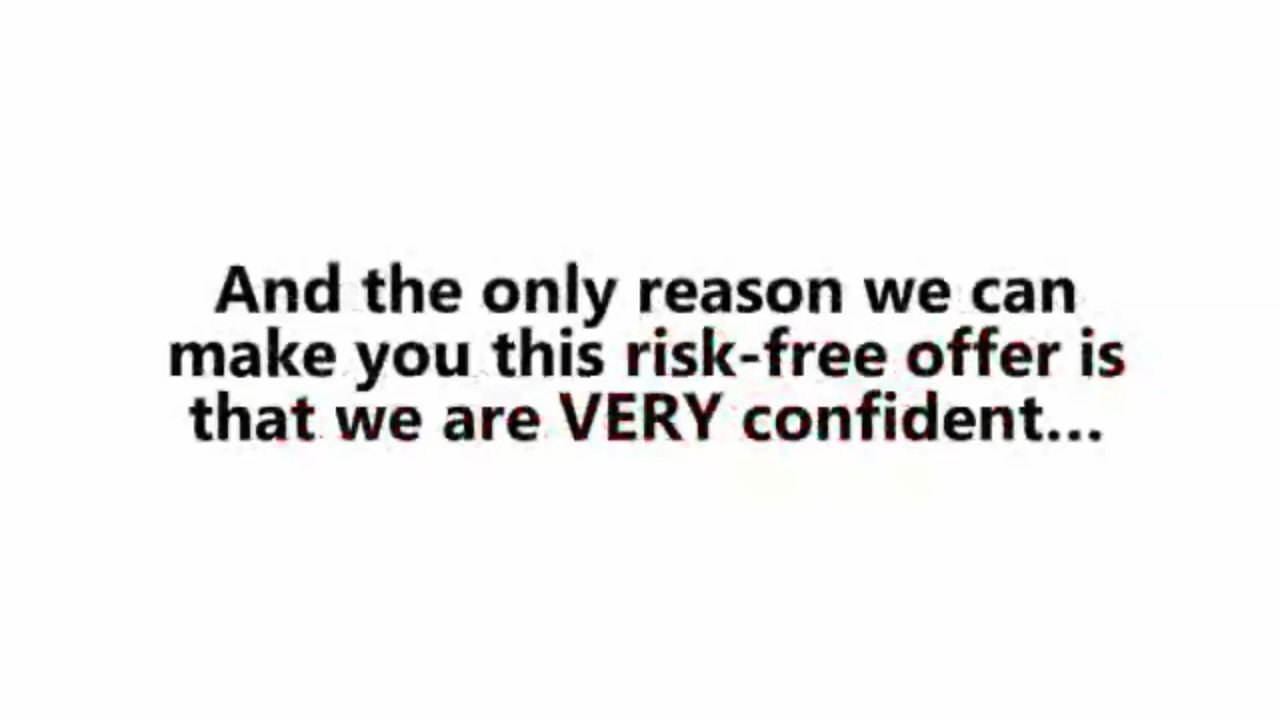 And the only reason we can
make you this risk-free offer is
that we are VERY confident...